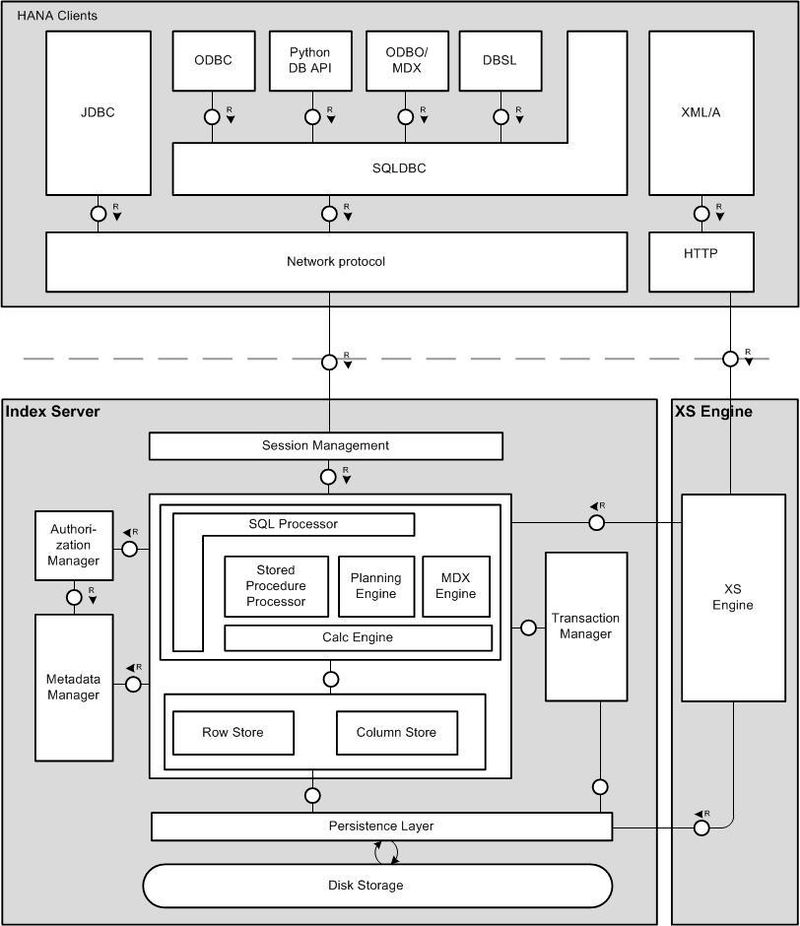 HANA Clients
JDBC
ODBC
Python
DB API
ODBO/
MDX
DBSL
XML/A
R
R
R
R
SQLDBC
R
R
R
Network protocol
HTTP
R
R
Index Server
XS Engine
Session Management
R
Authori-
zation
Manager
R
SQL Processor
R
Stored
Procedure
Processor
Planning
Engine
MDX
Engine
Calc Engine
Transaction
Manager
XS
Engine
R
Metadata
Manager
R
Row Store
Column Store
Persistence Layer
R
Disk Storage